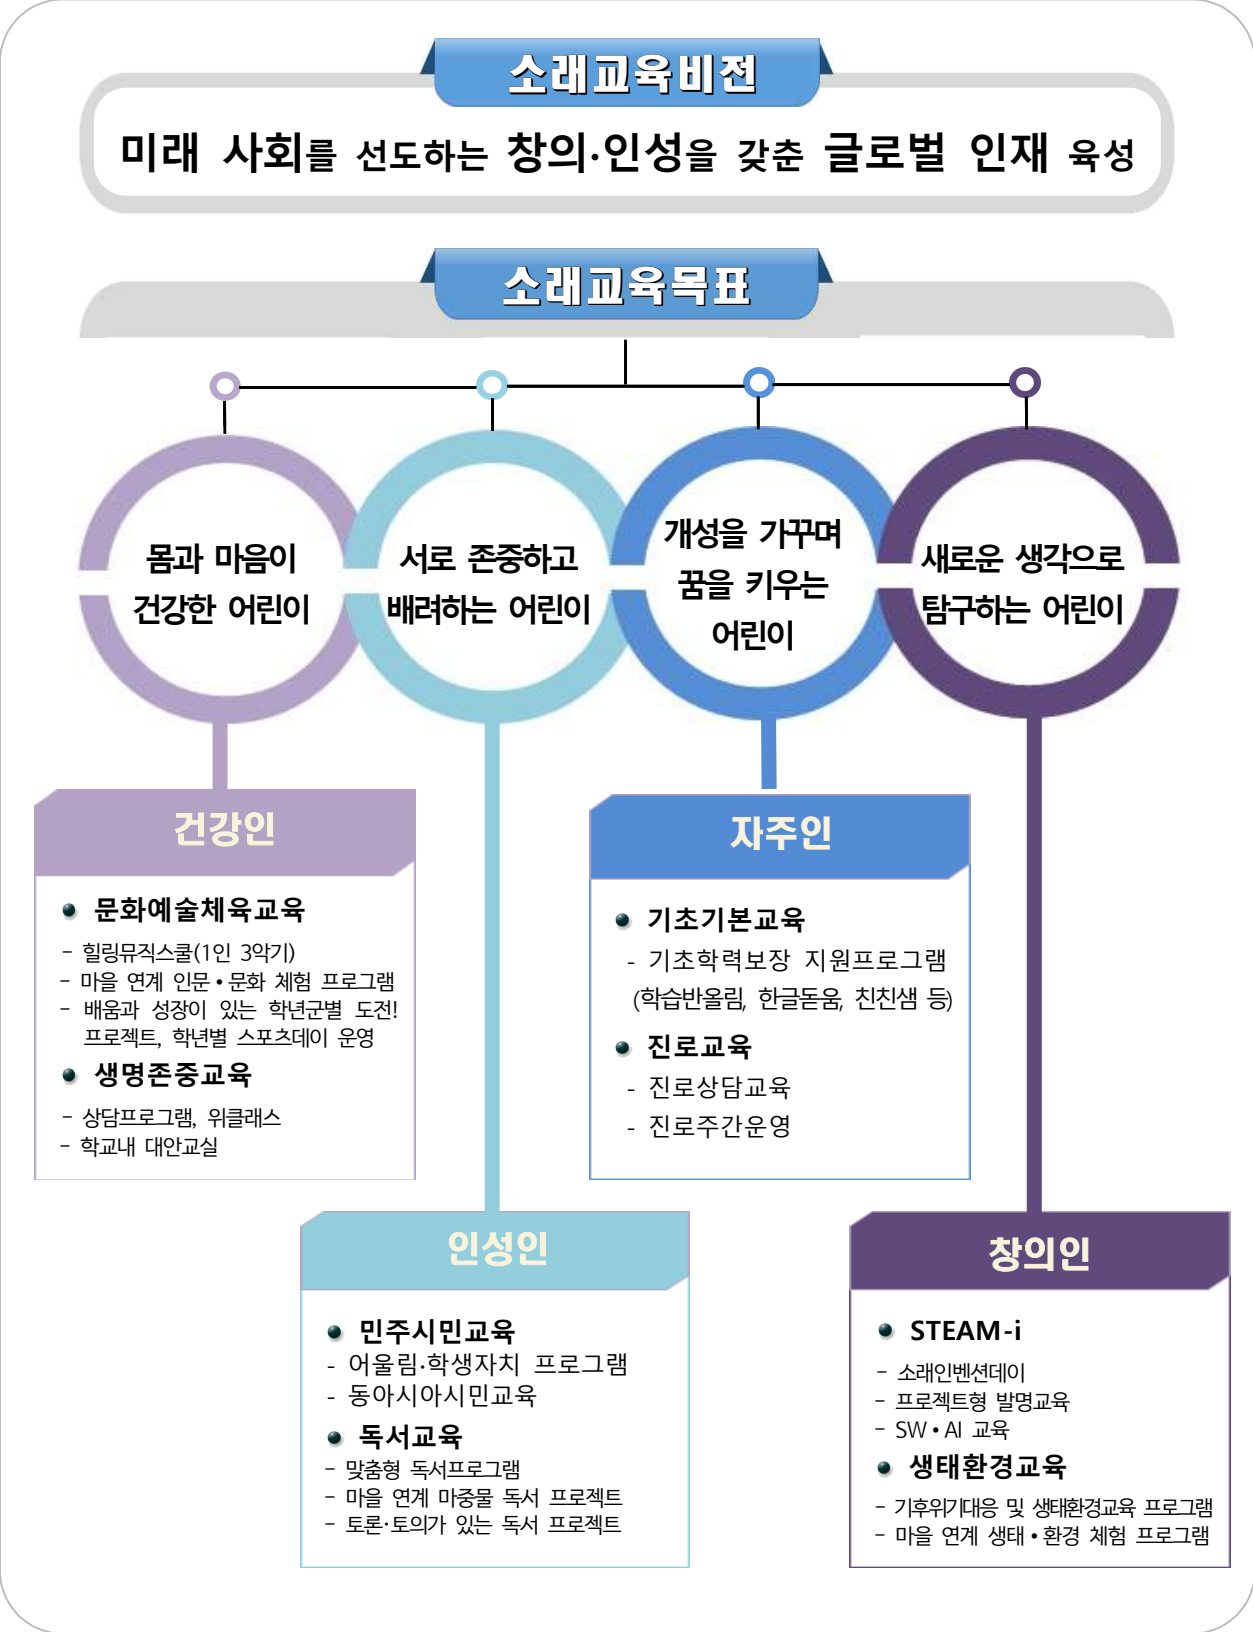 소래교육비전
미래 사회를 선도하는 창의·인성을 갖춘 글로벌 인재 육성
소래교육목표
몸과 마음이
건강한 어린이
서로 존중하고
배려하는 어린이
개성을 가꾸며
꿈을 키우는
어린이
새로운 생각으로
탐구하는 어린이
건강인
● 문화예술체육교육
- 힐링뮤직스쿨(1인 3악기)
- 마을 연계 인문•문화 체험 프로그램
- 배움과 성장이 있는 학년군별 도전!
프로젝트, 학년별 스포츠데이 운영
● 생명존중교육
- 상담프로그램, 위클래스
- 학교내 대안교실
자주인
● 기초기본교육
- 기초학력보장 지원프로그램
(학습반올림, 한글돋움, 친친샘 등)
● 진로교육
- 진로상담교육
- 진로주간운영
인성인
● 민주시민교육
- 어울림·학생자치 프로그램
- 동아시아시민교육
● 독서교육
- 맞춤형 독서프로그램
- 마을 연계 마중물 독서 프로젝트
- 토론·토의가 있는 독서 프로젝트
창의인
● STEAM-i
- 소래인벤션데이
- 프로젝트형 발명교육
- SW•AI 교육
● 생태환경교육
- 기후위기대응 및 생태환경교육 프로그램
- 마을 연계 생태•환경 체험 프로그램